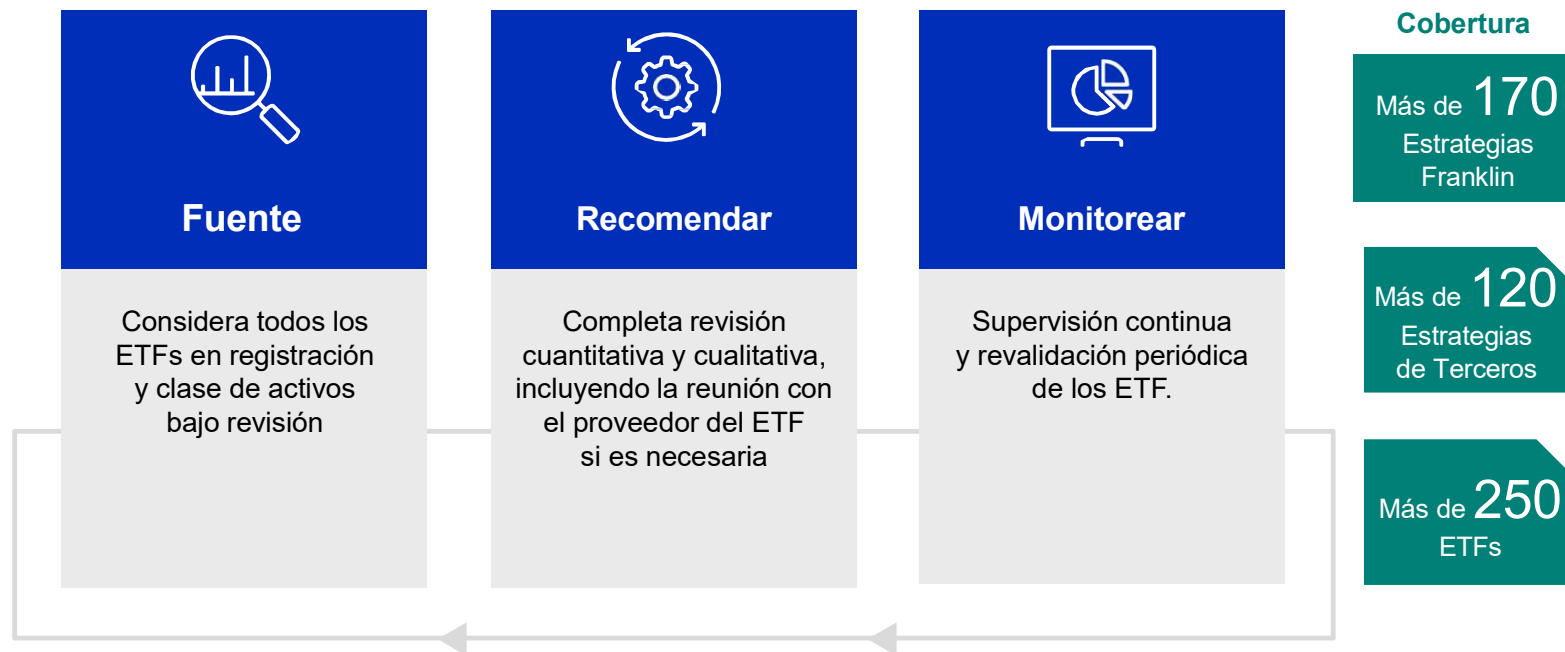 Fuente
Considera todos los
ETFs en registración
y clase de activos
bajo revisión
Recomendar
Completa revisión
cuantitativa y cualitativa,
incluyendo la reunión con
el proveedor del ETF
si es necesaria
Monitorear
Supervisión continua
y revalidación periódica
de los ETF.
Cobertura
Más de 170
Estrategias
Franklin
Más de 120
Estrategias
de Terceros
Más de 250
ETFs